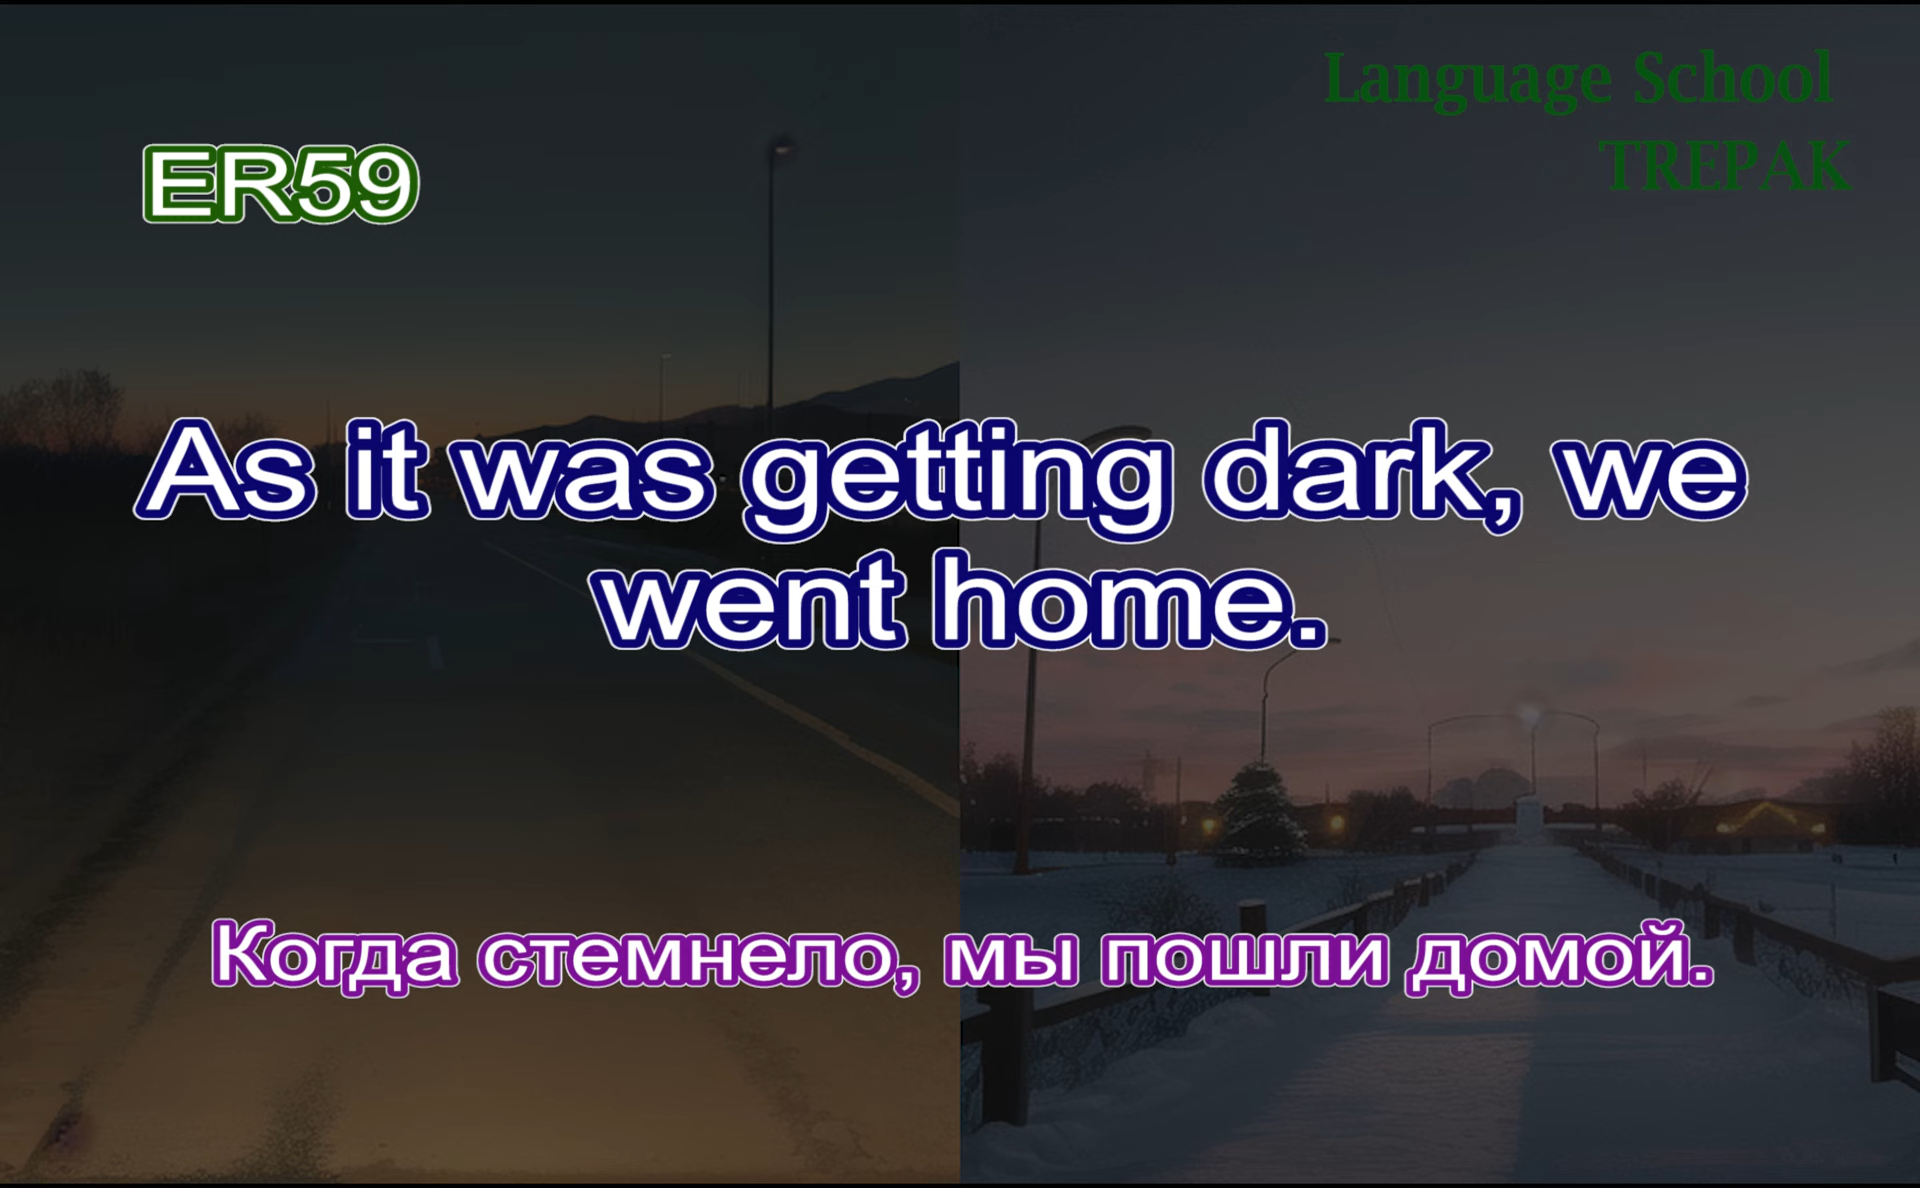 Language School
TREPAK
ER59
As it was getting dark, we
went home.
Когда стемнело, мы пошли домой.